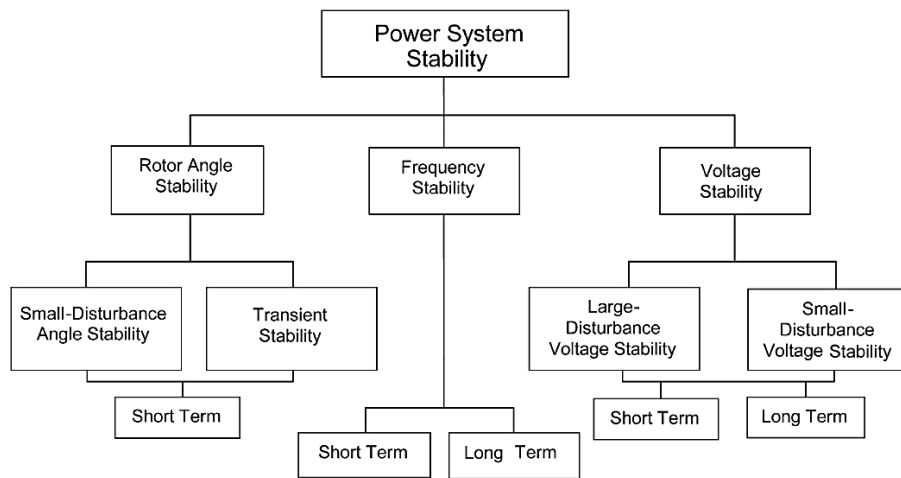 Power System
Stability
Rotor Angle
Stability
Frequency
Stability
Voltage
Stability
Small-Disturbance
Angle Stability
Transient
Stability
Large-
Disturbance
Voltage Stability
Small-
Disturbance
Voltage Stability
Short Term
Short Term
Long Term
Short Term
Long Term